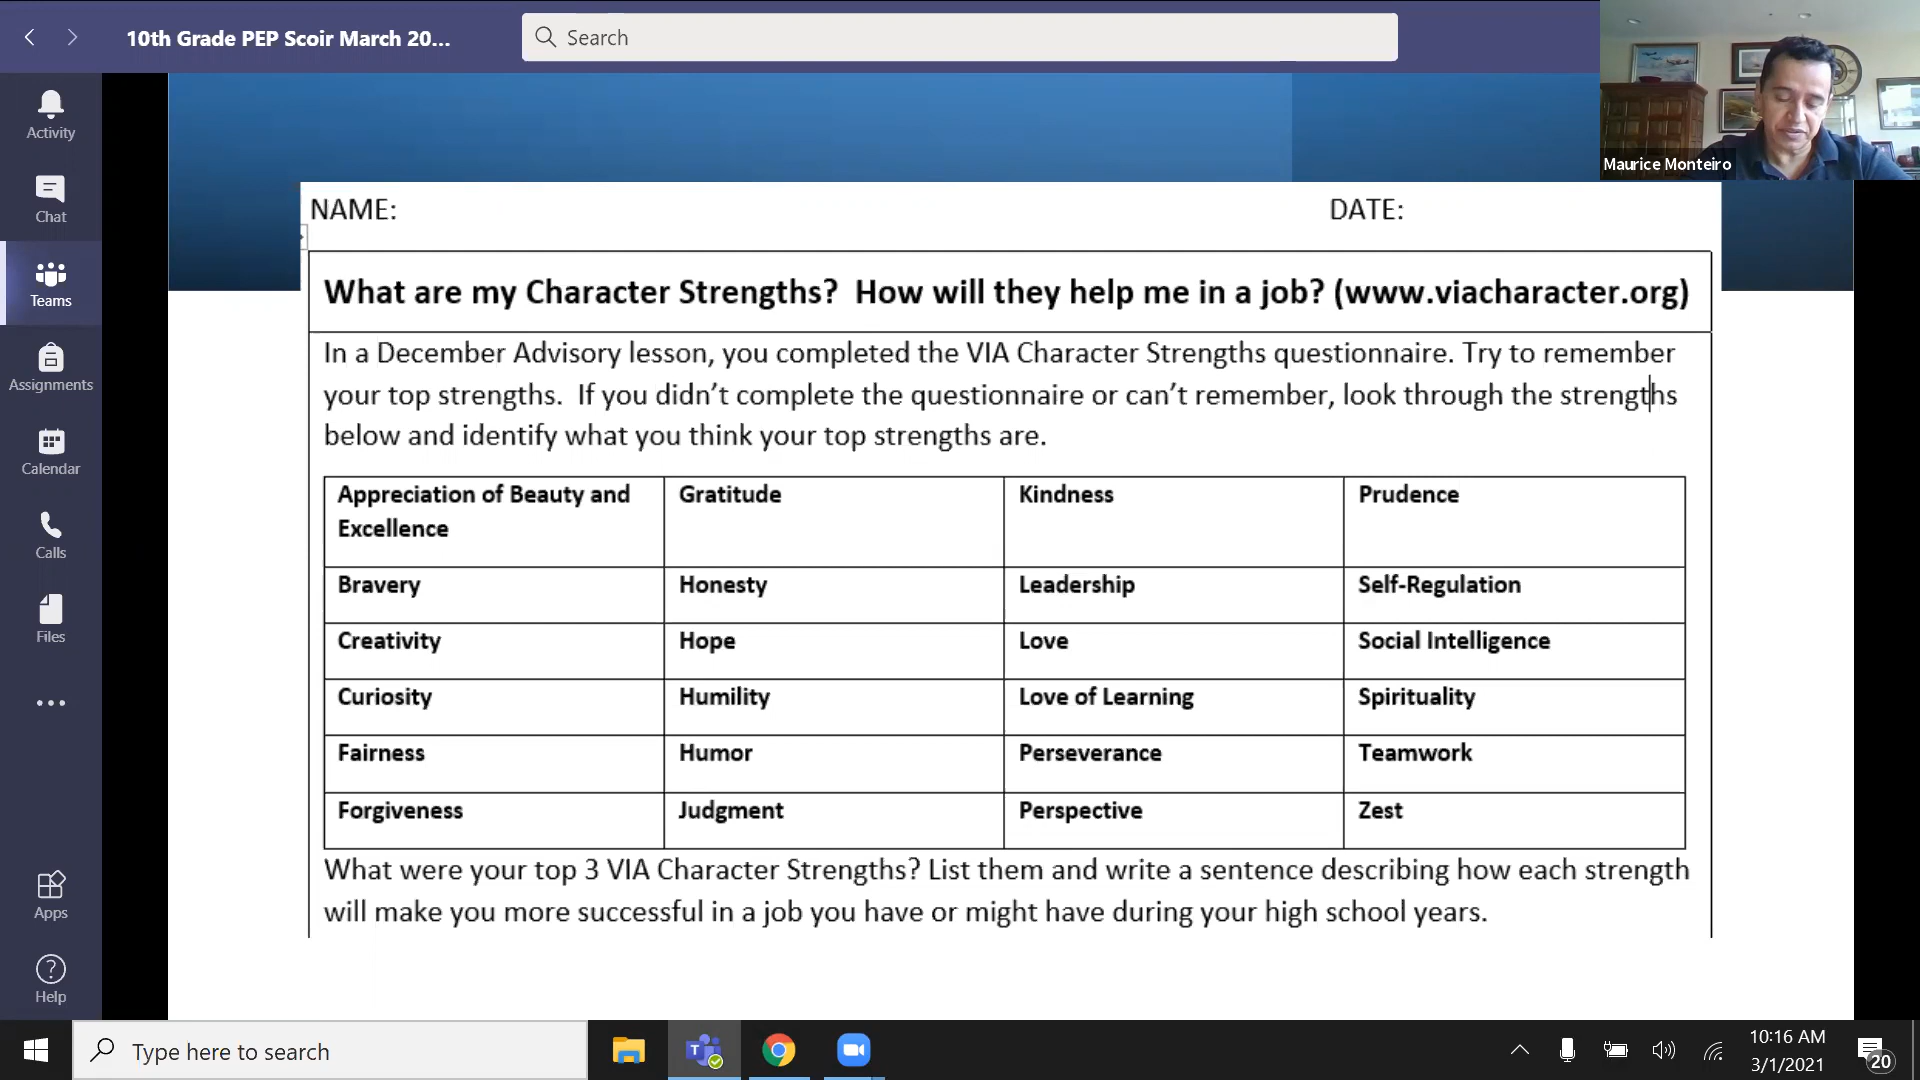 10th Grade PEP Scoir March 20...
Search
Maurice Monteiro
Activity
Chat
Teams
Assignments
Calendar
Calls
Files
Apps
Help
NAME: DATE:
What are my Character Strengths? How will they help me in a job? (www.viacharacter.org)
In a December Advisory lesson, you completed the VIA Character Strengths questionnaire. Try to remember
your top strengths. If you didn't complete the questionnaire or can't remember, look through the strengths
below and identify what you think your top strengths are.
Appreciation of Beauty and
Excellence
Gratitude
Kindness
Prudence
Bravery
Honesty
Leadership
Self-Regulation
Creativity
Hope
Love
Social Intelligence
Curiosity
Humility
Love of Learning
Spirituality
Fairness
Humor
Perseverance
Teamwork
Forgiveness
Judgment
Perspective
Zest
What were your top 3 VIA Character Strengths? List them and write a sentence describing how each strength
will make you more successful in a job you have or might have during your high school years.
Type here to search
10:16 AM
3/1/2021
20